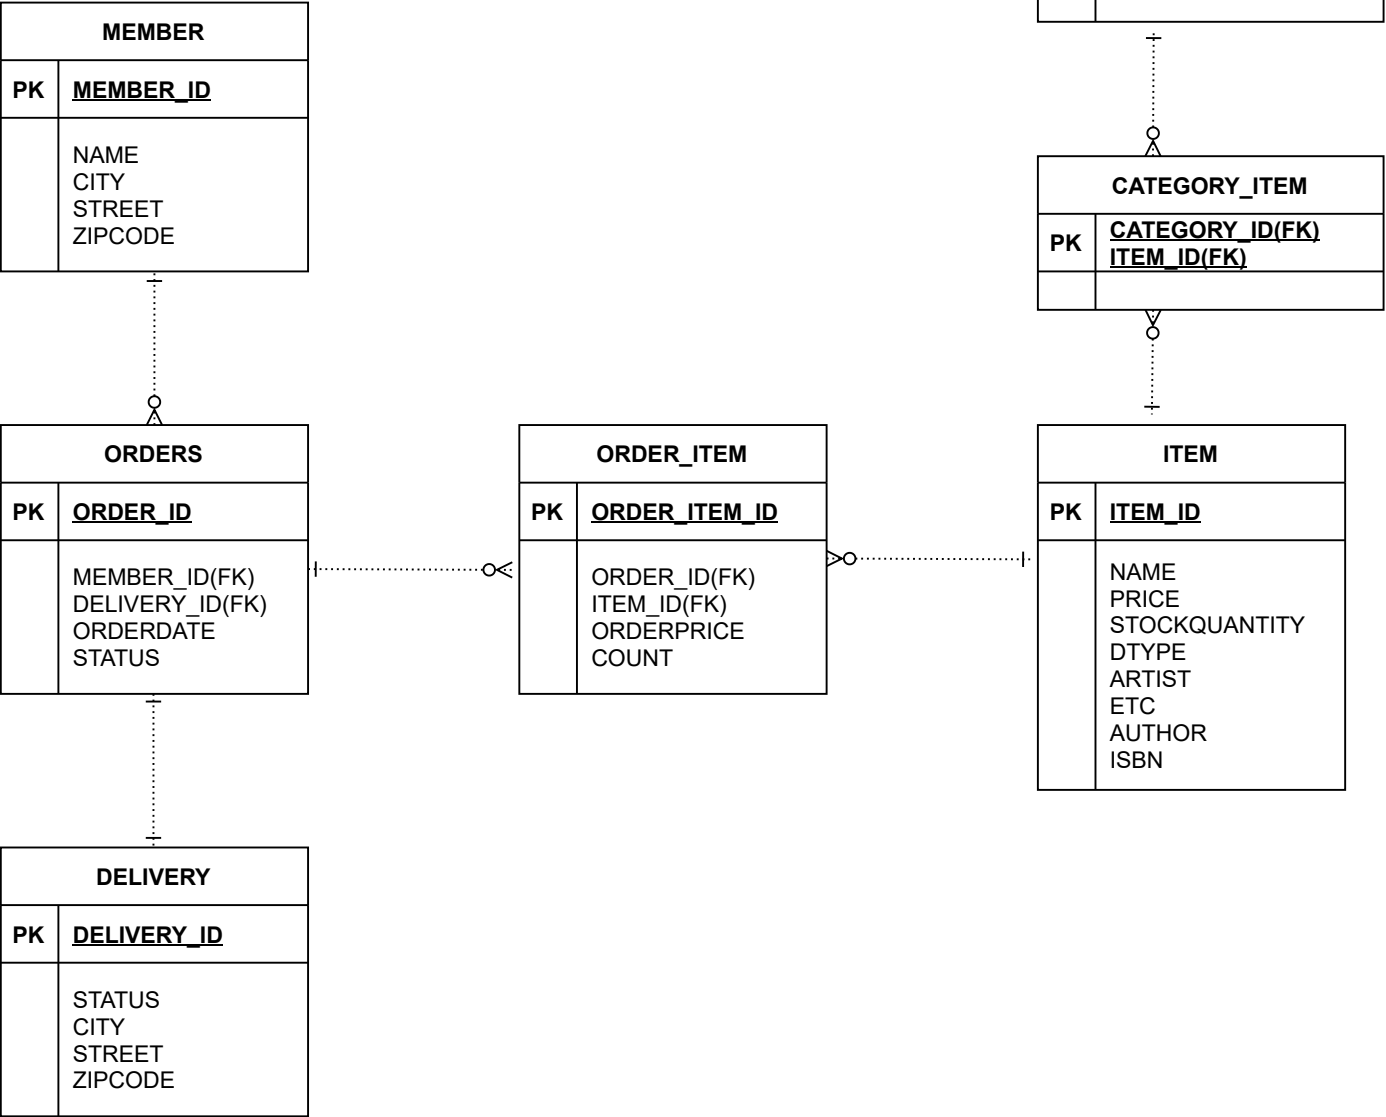 MEMBER
PK MEMBER_ID
NAME
CITY
STREET
ZIPCODE
CATEGORY_ITEM
PK
CATEGORY_ID(FK)
ITEM_ID(FK)
ORDERS
PK ORDER_ID
MEMBER_ID(FK)
DELIVERY_ID(FK)
ORDERDATE
STATUS
ORDER_ITEM
PK ORDER_ITEM_ID
ORDER_ID(FK)
ITEM_ID(FK)
ORDERPRICE
COUNT
ITEM
PK ITEM_ID
NAME
PRICE
STOCKQUANTITY
DTYPE
ARTIST
ETC
AUTHOR
ISBN
DELIVERY
PK DELIVERY_ID
STATUS
CITY
STREET
ZIPCODE